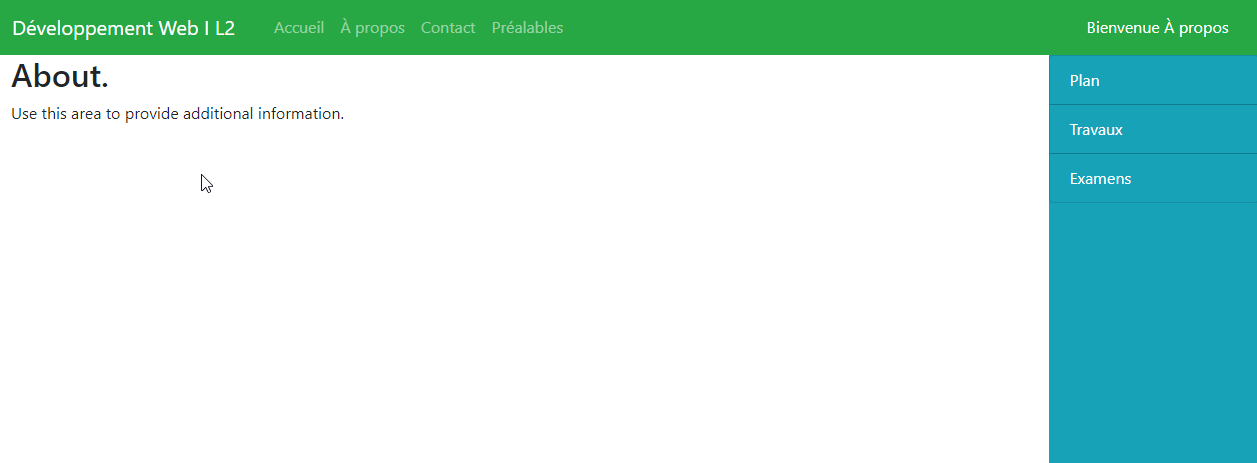 Développement Web I L2 Accueil À propos Contact Préalables Bienvenue À propos
About.
Use this area to provide additional information.
Plan
Travaux
Examens